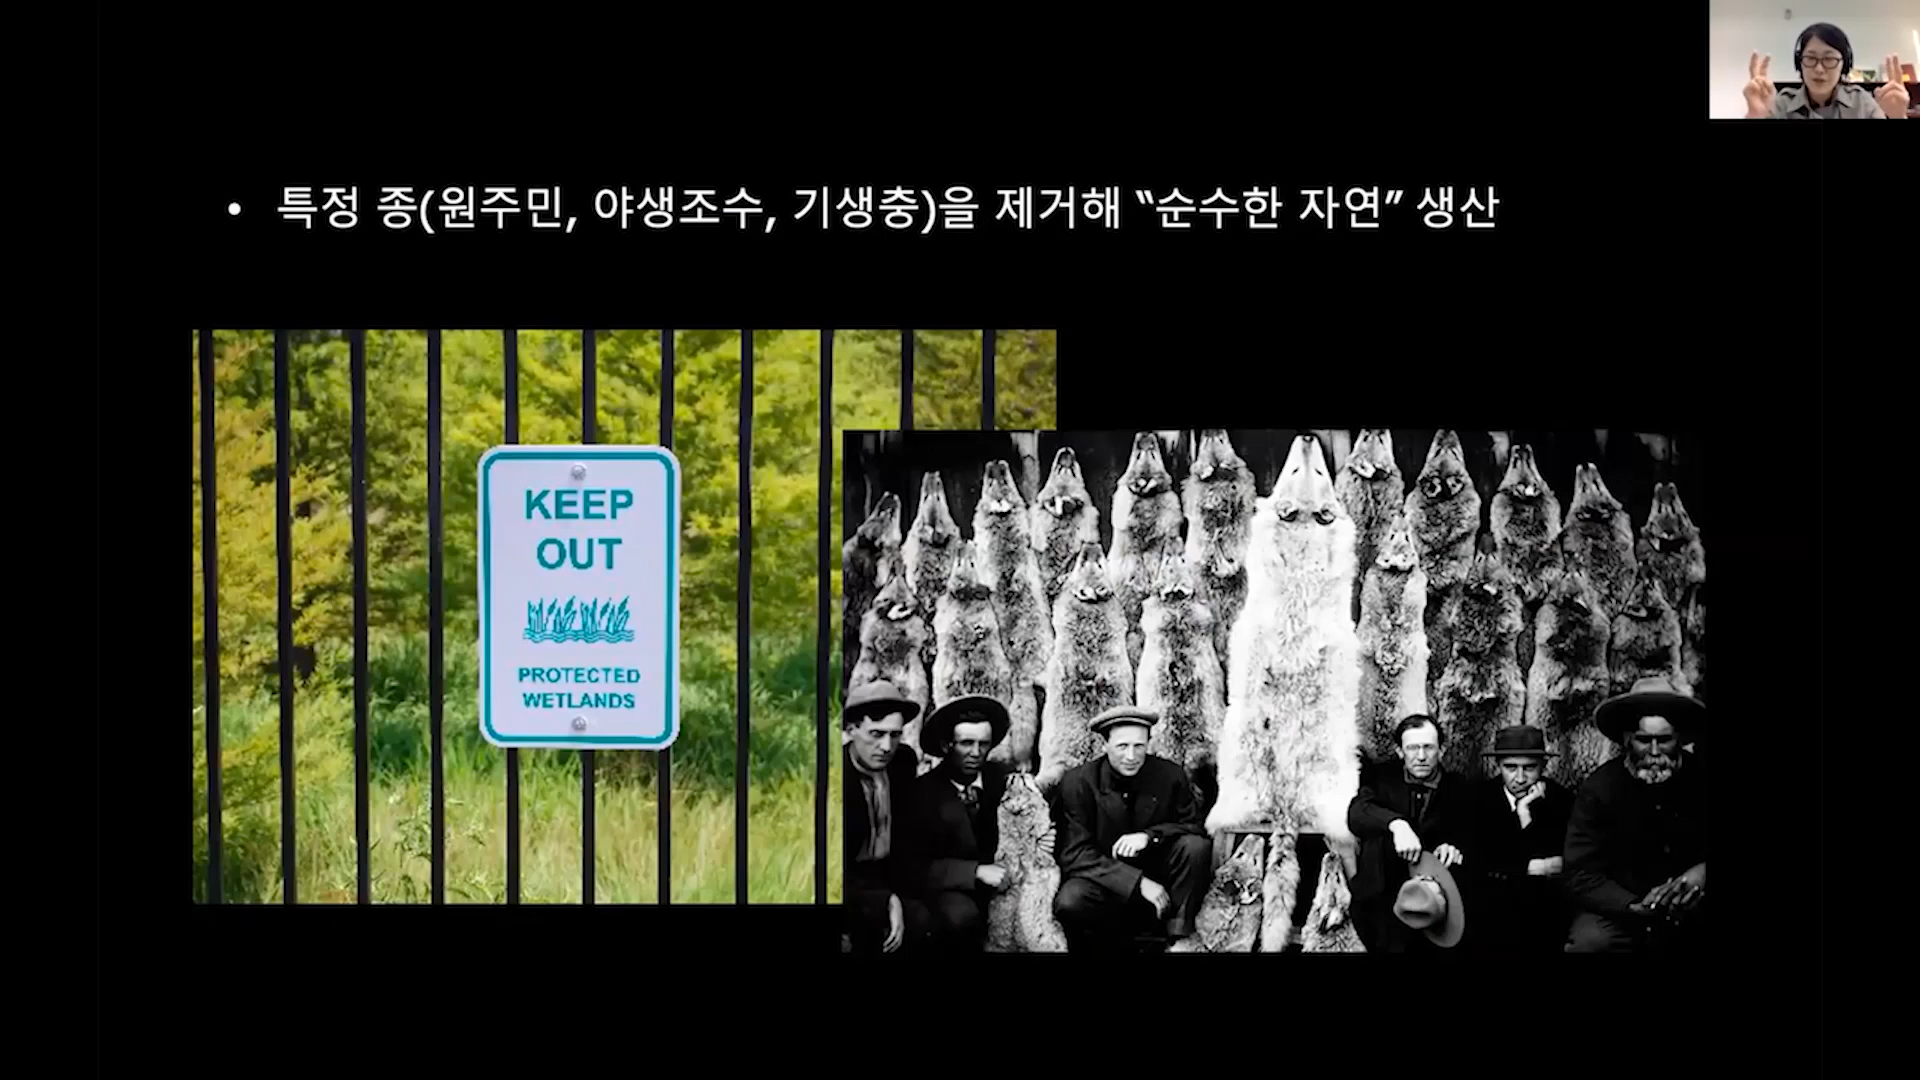 • 특정 종(원주민, 야생조수, 기생충)을 제거해 “순수한 자연” 생산
KEEP
OUT
PROTECTED
WETLANDS